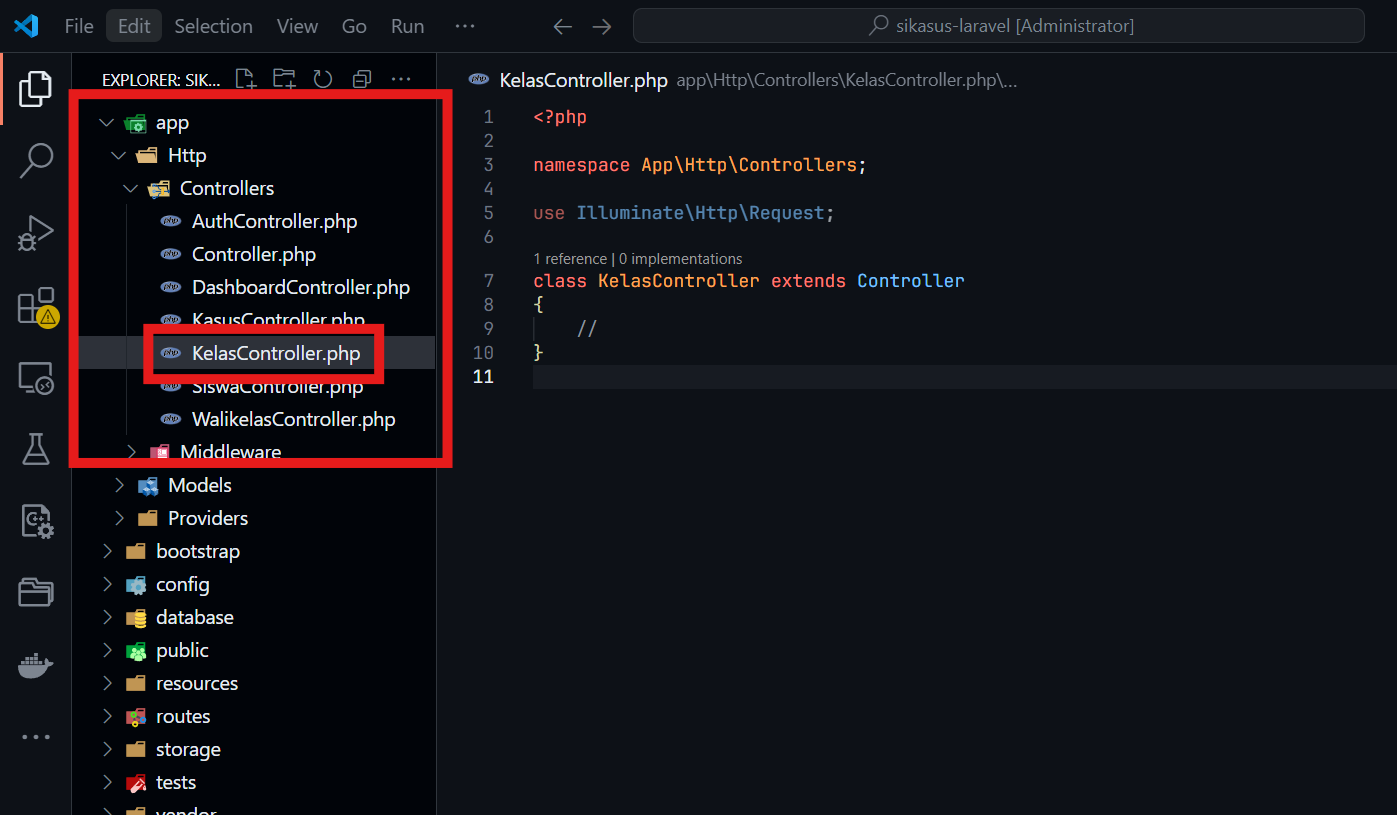 File Edit Selection View Go Run ... sikasus-laravel [Administrator]
EXPLORER: SIK... ...
app
Http
Controllers
AuthController.php
Controller.php
DashboardController.php
KasusController.php
KelasController.php
SiswaController.php
WalikelasController.php
Middleware
Models
Providers
bootstrap
config
database
public
resources
routes
storage
tests
vendor
KelasController.php app\Http\Controllers\KelasController.php\...
1 <?php
2
3 namespace App\Http\Controllers;
4
5 use Illuminate\Http\Request;
6
1 reference | 0 implementations
7 class KelasController extends Controller
8 {
9 //
10 }
11